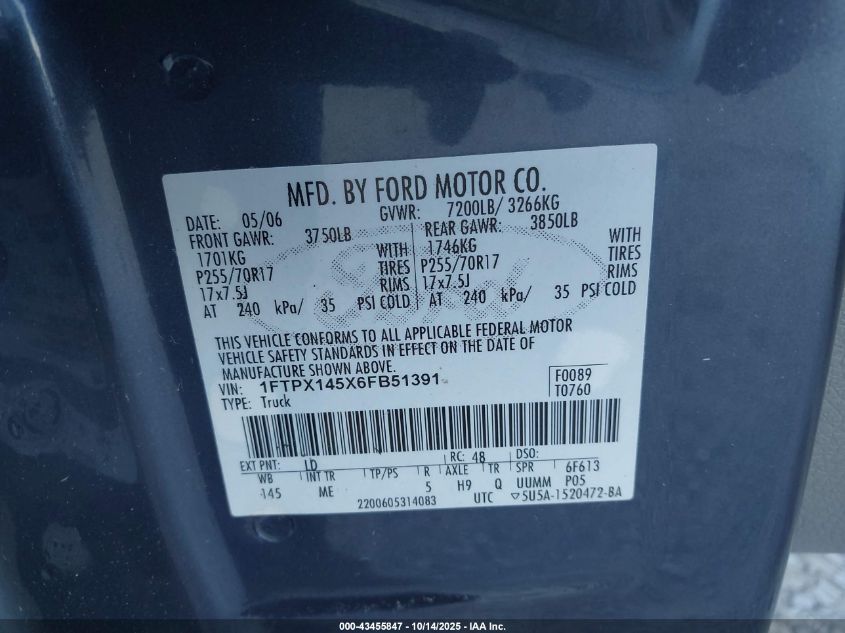 MFD. BY FORD MOTOR CO.
DATE: 05/06 GVWR: 7200LB/ 3266KG
FRONT GAWR: 3750LB REAR GAWR: 3850LB
1701KG WITH 1746KG WITH
P255/70R17 TIRES P255/70R17 TIRES
17x7.5J RIMS 17x7.5J RIMS
AT 240 kPa/ 35 PSI COLD AT 240 kPa/ 35 PSI COLD
Ford
THIS VEHICLE CONFORMS TO ALL APPLICABLE FEDERAL MOTOR
VEHICLE SAFETY STANDARDS IN EFFECT ON THE DATE OF
MANUFACTURE SHOWN ABOVE.
VIN: 1FTPX145X6FB51391 F0089
TYPE: Truck T0760
EXT PNT: LD RC: 48 DSO:
WB INT TR TP/PS R AXLE TR SPR 6F613
145 ME 5 H9 Q UUMM P05
2200605314083 UTC ▽5U5A-1520472-BA
000-43455847 - 10/14/2025 - IAA Inc.